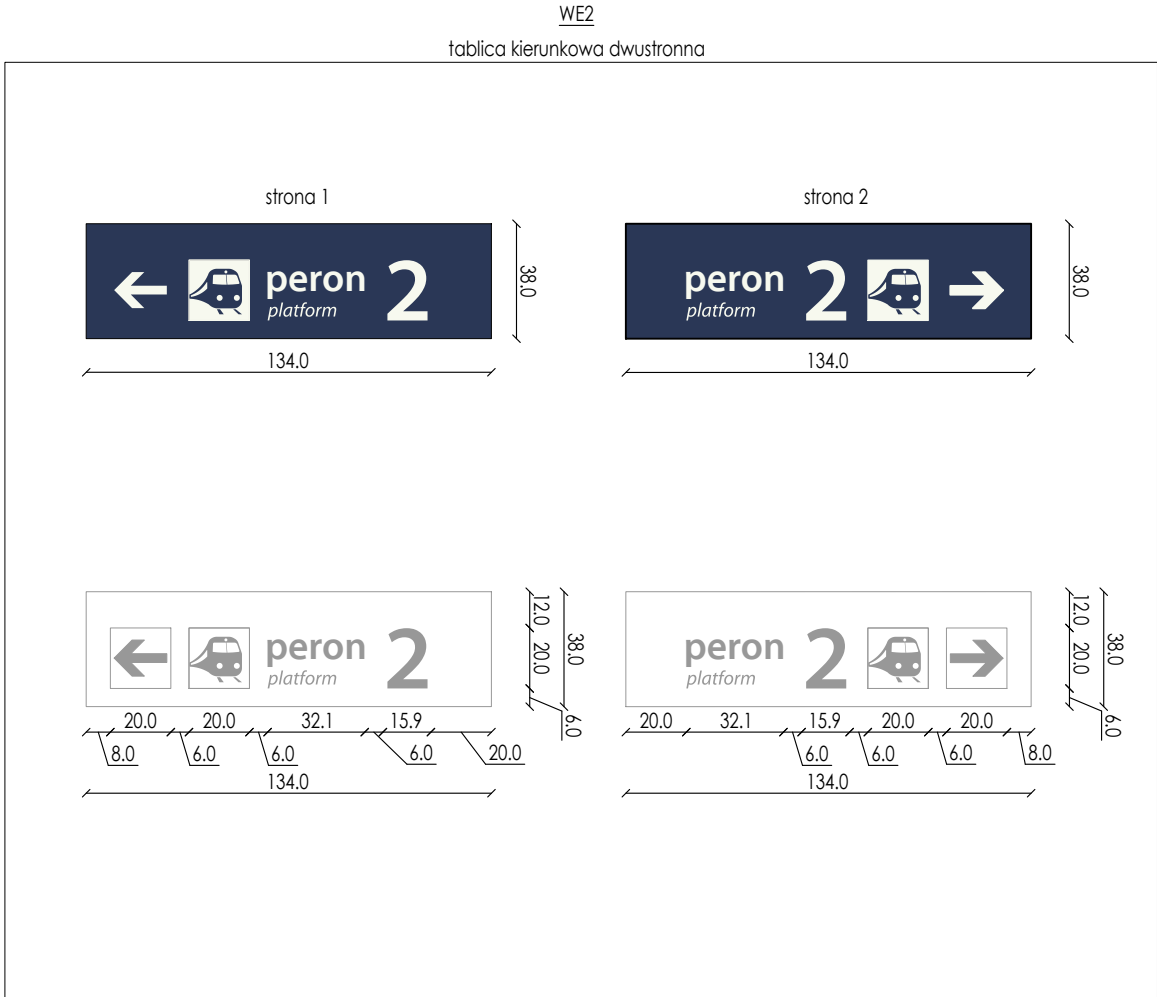 WE2
tablica kierunkowa dwustronna
strona 1
strona 2
peron 2
platform
38.0
134.0
peron 2
platform
38.0
134.0
peron 2
platform
12.0
20.0
6.0
38.0
20.0 20.0 32.1 15.9
8.0 6.0 6.0 6.0 20.0
134.0
peron 2
platform
12.0
20.0
6.0
38.0
20.0 32.1 15.9 20.0 20.0
6.0 6.0 6.0 8.0
134.0